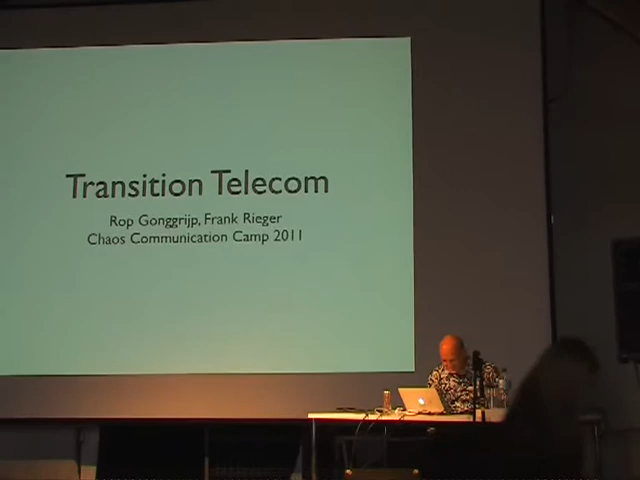 Transition Telecom
Rop Gonggrijp, Frank Rieger
Chaos Communication Camp 2011